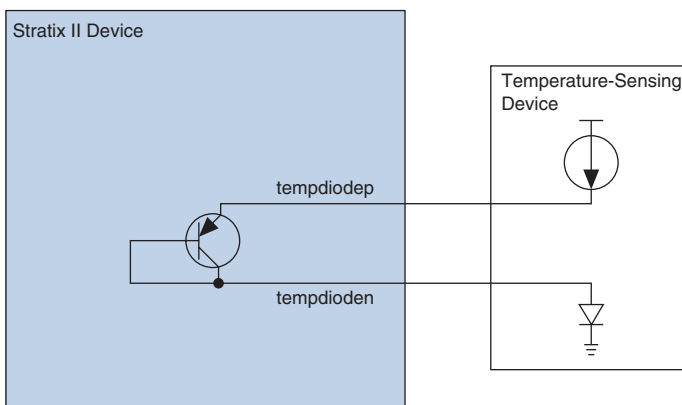 Stratix II Device
Temperature-Sensing
Device
tempdiodep
tempdioden